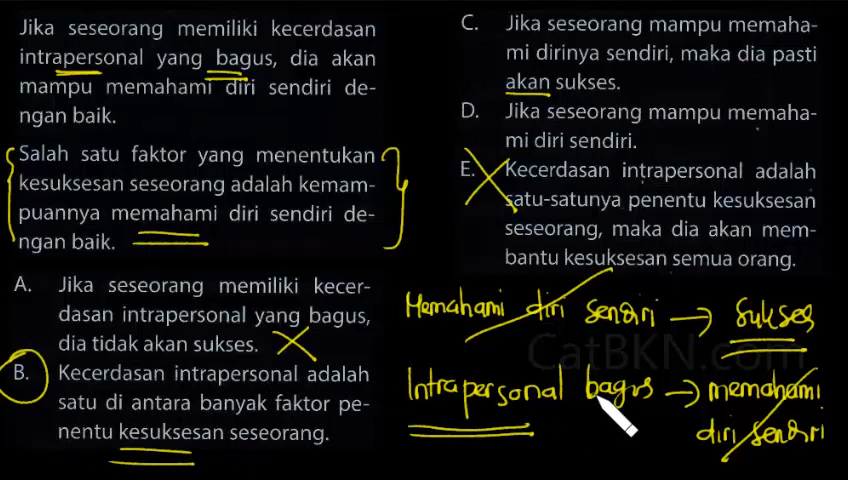 Jika seseorang memiliki kecerdasan
intrapersonal yang bagus, dia akan
mampu memahami diri sendiri de-
ngan baik.
Salah satu faktor yang menentukan
kesuksesan seseorang adalah kemam-
puannya memahami diri sendiri de-
ngan baik.
A. Jika seseorang memiliki kecer-
dasan intrapersonal yang bagus,
dia tidak akan sukses.
B. Kecerdasan intrapersonal adalah
satu di antara banyak faktor pe-
nentu kesuksesan seseorang.
C. Jika seseorang mampu memaha-
mi dirinya sendiri, maka dia pasti
akan sukses.
D. Jika seseorang mampu memaha-
mi diri sendiri.
E. Kecerdasan intrapersonal adalah
satu-satunya penentu kesuksesan
seseorang, maka dia akan mem-
bantu kesuksesan semua orang.
Memahami diri sendiri → sukses
CatBKN.com
Intrapersonal bagus → memahami
diri sendiri